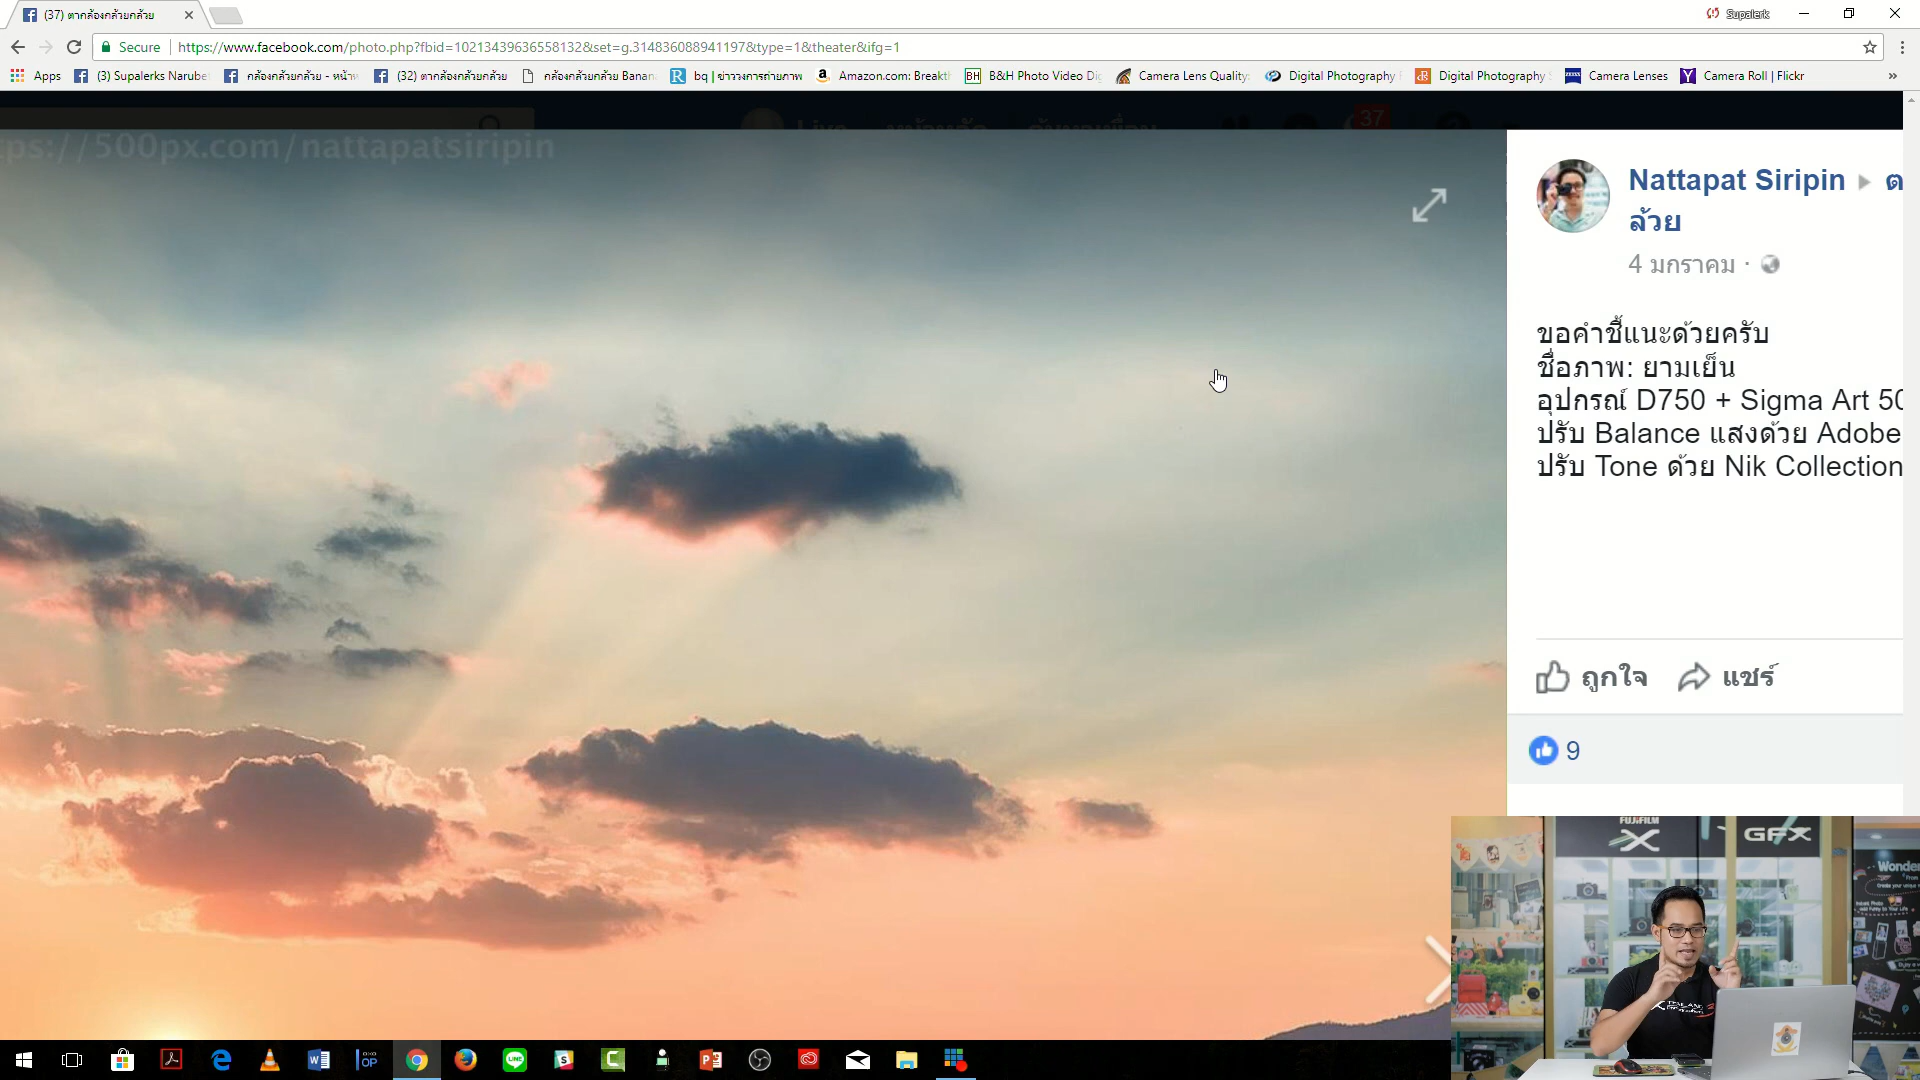 (37) ตากล้องกล้วยกล้วย
Supalerk
Secure
https://www.facebook.com/photo.php?fbid=10213439636558132&set=g.314836088941197&type=1&theater&ifg=1
Apps
(3) Supalerks Narube
กล้องกล้วยกล้วย - หน้า
(32) ตากล้องกล้วยกล้วย
กล้องกล้วยกล้วย Banan
bq | ข่าววงการถ่ายภาพ
Amazon.com: Breakt
B&H Photo Video Di
Camera Lens Quality
Digital Photography
Digital Photography
Camera Lenses
Camera Roll | Flickr
37
ps://500px.com/nattapatsiripin
Nattapat Siripin ▸ ต
ล้วย
4 มกราคม ·
ขอคำชี้แนะด้วยครับ
ชื่อภาพ: ยามเย็น
อุปกรณ์ D750 + Sigma Art 50
ปรับ Balance แสงด้วย Adobe
ปรับ Tone ด้วย Nik Collection
ถูกใจ
แชร์
9
FUJIFILM
X
GFX
Wonder